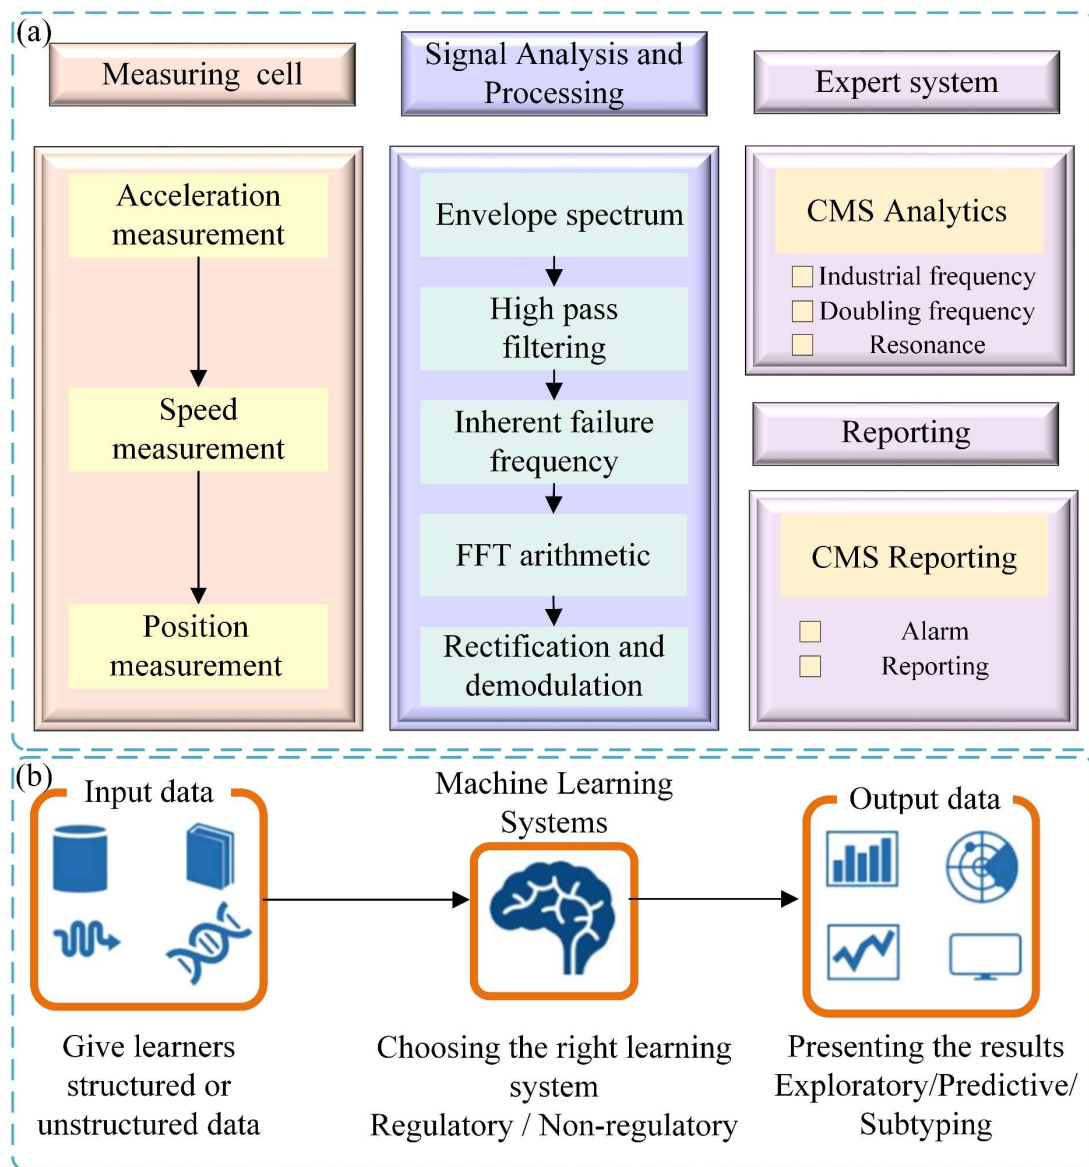 (a)
Measuring cell
Acceleration
measurement
Speed
measurement
Position
measurement
Signal Analysis and
Processing
Envelope spectrum
High pass
filtering
Inherent failure
frequency
FFT arithmetic
Rectification and
demodulation
Expert system
CMS Analytics
Industrial frequency
Doubling frequency
Resonance
Reporting
CMS Reporting
Alarm
Reporting
(b)
Input data
Give learners
structured or
unstructured data
Machine Learning
Systems
Choosing the right learning
system
Regulatory / Non-regulatory
Output data
Presenting the results
Exploratory/Predictive/
Subtyping